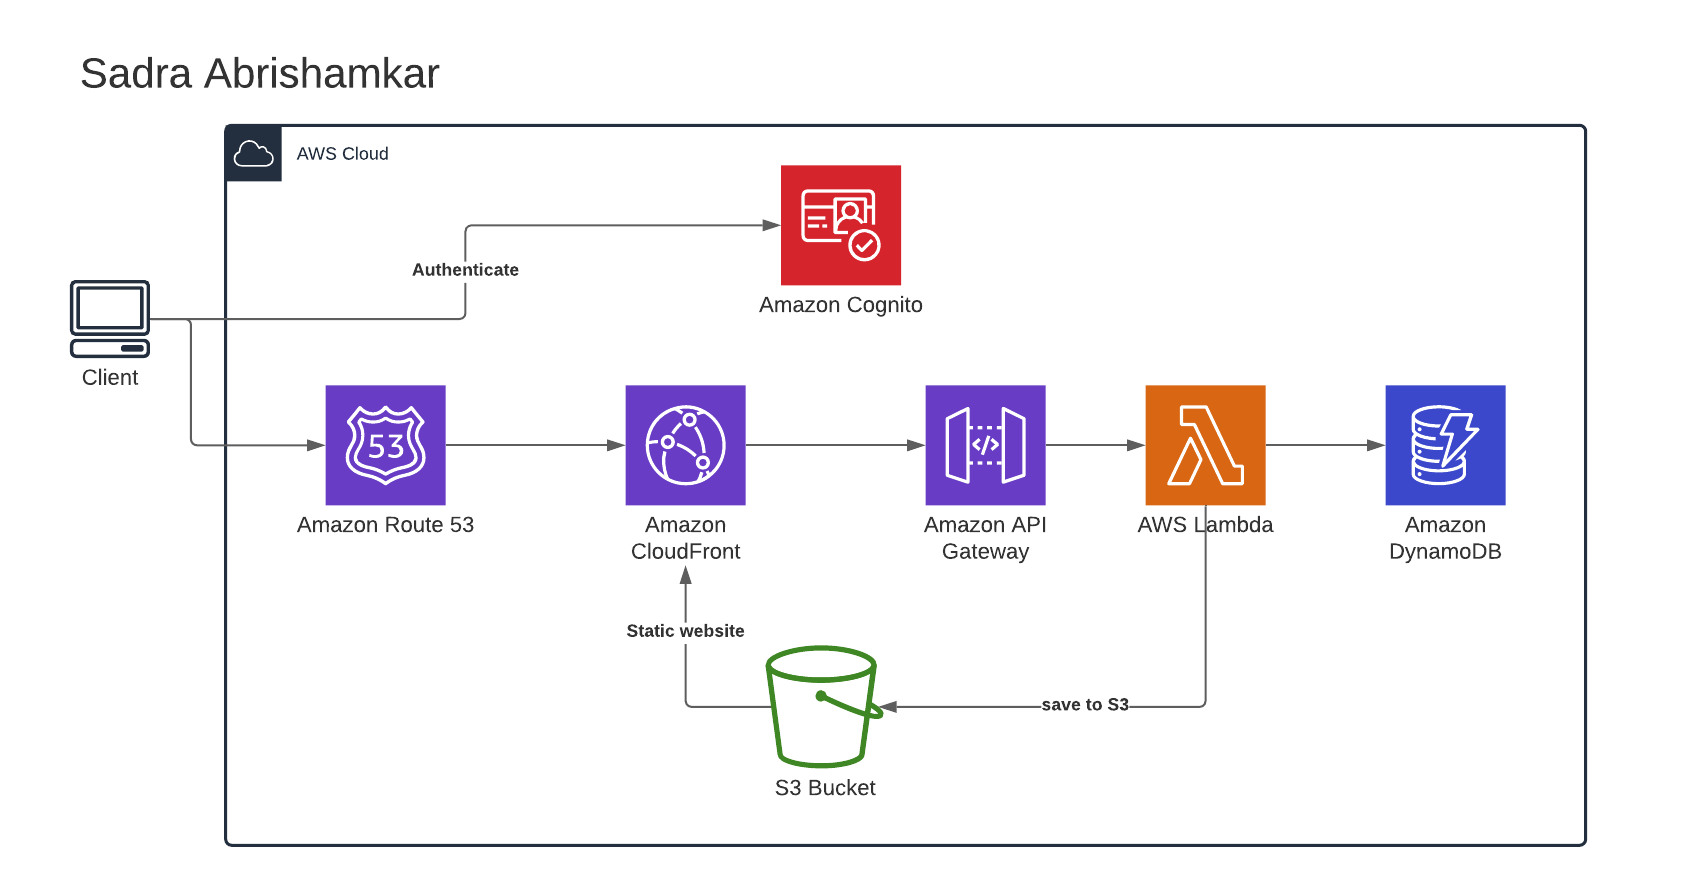 Sadra Abrishamkar
AWS Cloud
Authenticate
Amazon Cognito
Client
53
Amazon Route 53
Amazon
CloudFront
</>
Amazon API
Gateway
AWS Lambda
Amazon
DynamoDB
Static website
save to S3
S3 Bucket